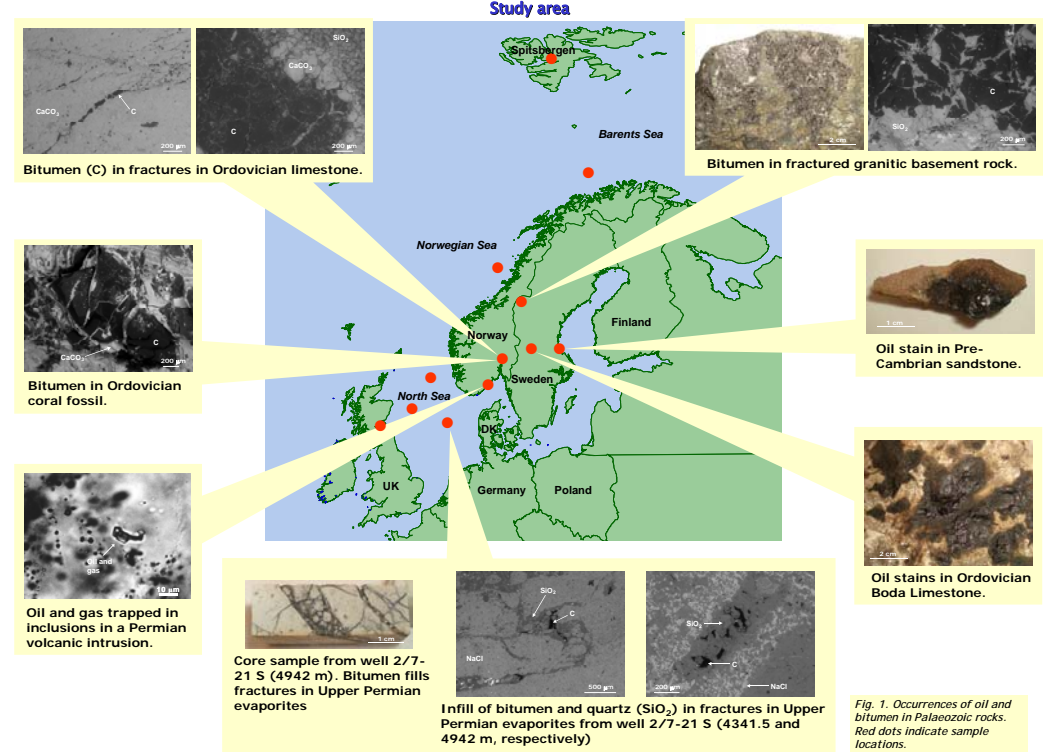 Study area
SiO₂
CaCO₃
CaCO₃
C
C
200 µm
200 µm
Bitumen (C) in fractures in Ordovician limestone.
Spitsbergen
Barents Sea
2 cm
C
SiO₂
200 µm
Bitumen in fractured granitic basement rock.
Norwegian Sea
CaCO₃
C
200 µm
Bitumen in Ordovician
coral fossil.
Norway
Finland
Sweden
North Sea
DK
UK
Germany
Poland
1 cm
Oil stain in Pre-
Cambrian sandstone.
Oil and
gas
10 µm
Oil and gas trapped in
inclusions in a Permian
volcanic intrusion.
2 cm
Oil stains in Ordovician
Boda Limestone.
1 cm
Core sample from well 2/7-
21 S (4942 m). Bitumen fills
fractures in Upper Permian
evaporites
SiO₂
C
NaCl
500 µm
SiO₂
C
200 µm
NaCl
Infill of bitumen and quartz (SiO₂) in fractures in Upper
Permian evaporites from well 2/7-21 S (4341.5 and
4942 m, respectively)
Fig. 1. Occurrences of oil and
bitumen in Palaeozoic rocks.
Red dots indicate sample
locations.